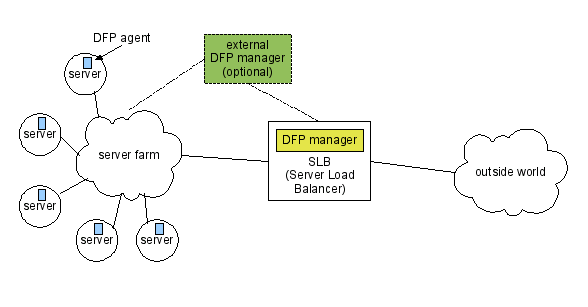 DFP agent
external
DFP manager
(optional)
server
server
DFP manager
server farm
SLB
(Server Load
Balancer)
outside world
server
server
server